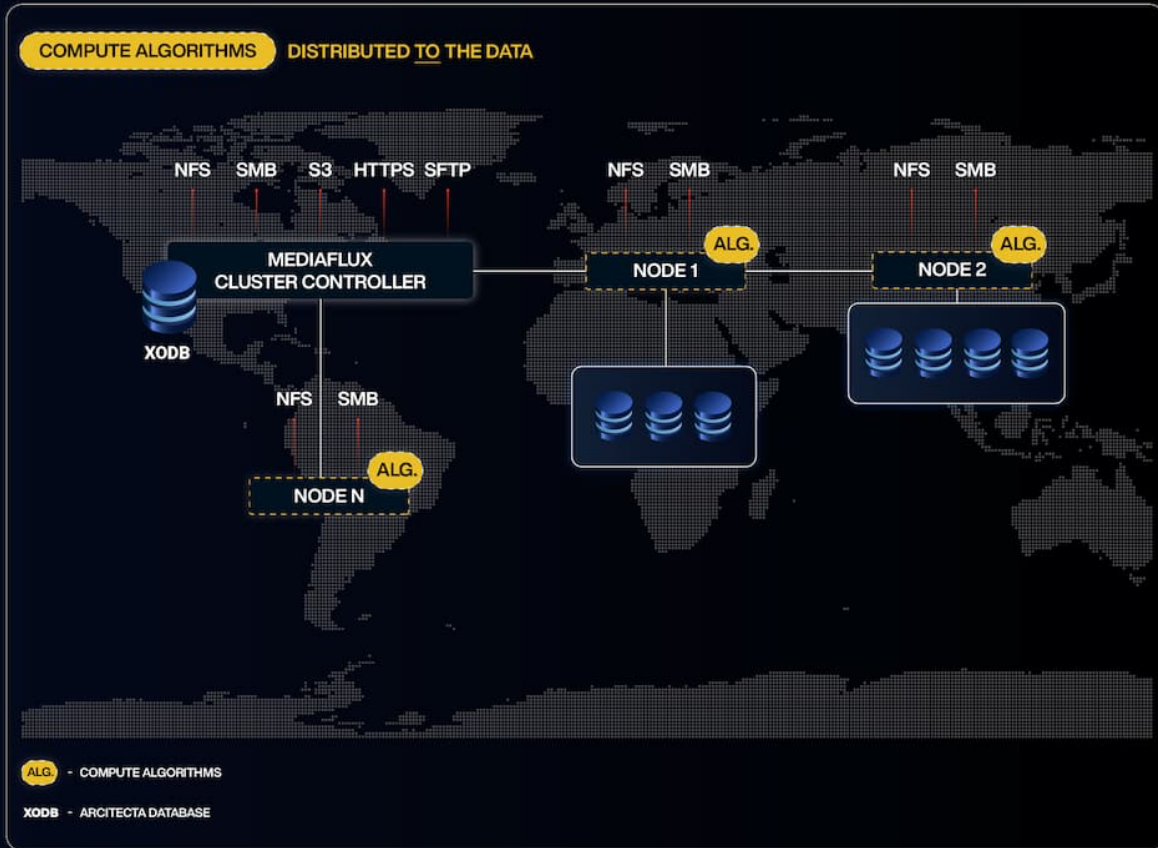 COMPUTE ALGORITHMS DISTRIBUTED TO THE DATA
NFS SMB S3 HTTPS SFTP
MEDIAFLUX
CLUSTER CONTROLLER
XODB
NFS SMB
ALG.
NODE 1
NFS SMB
ALG.
NODE 2
NFS SMB
ALG.
NODE N
ALG. - COMPUTE ALGORITHMS
XODB - ARCITECTA DATABASE